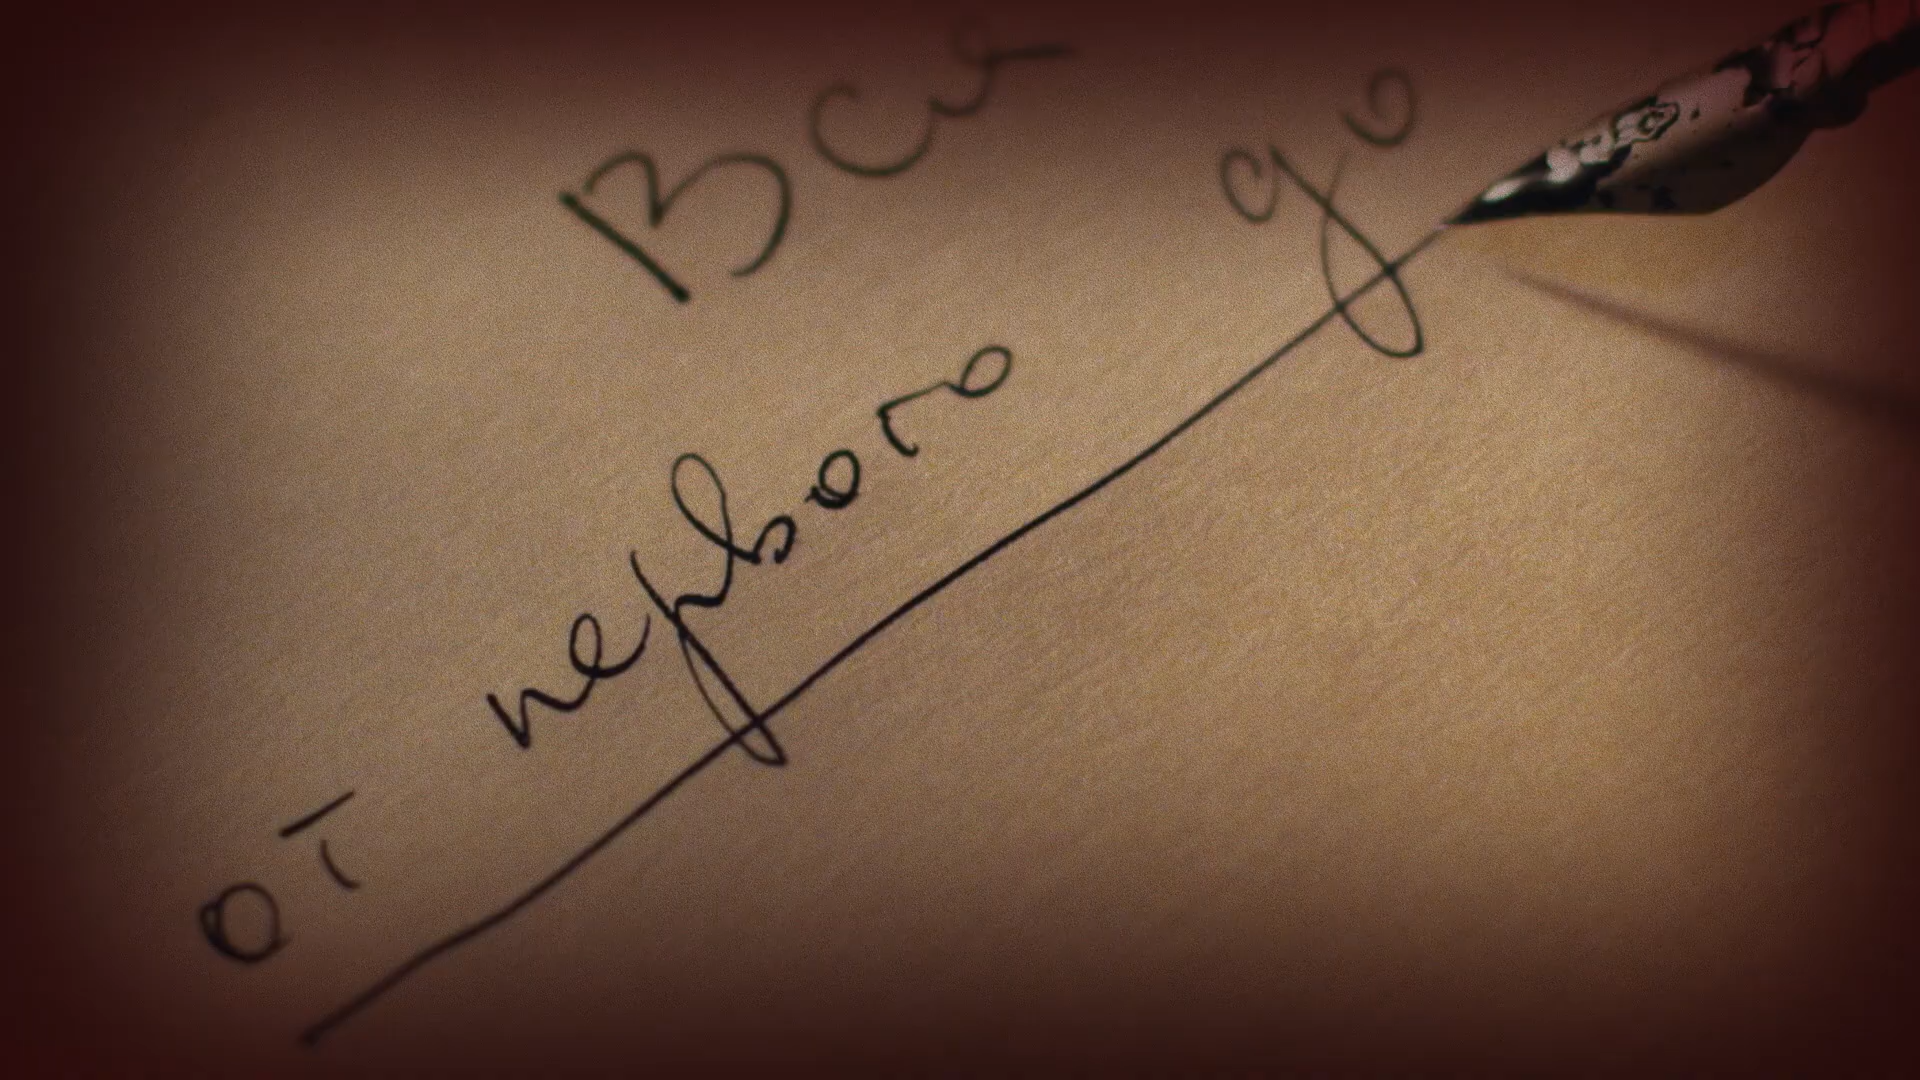 Вся
от первого до